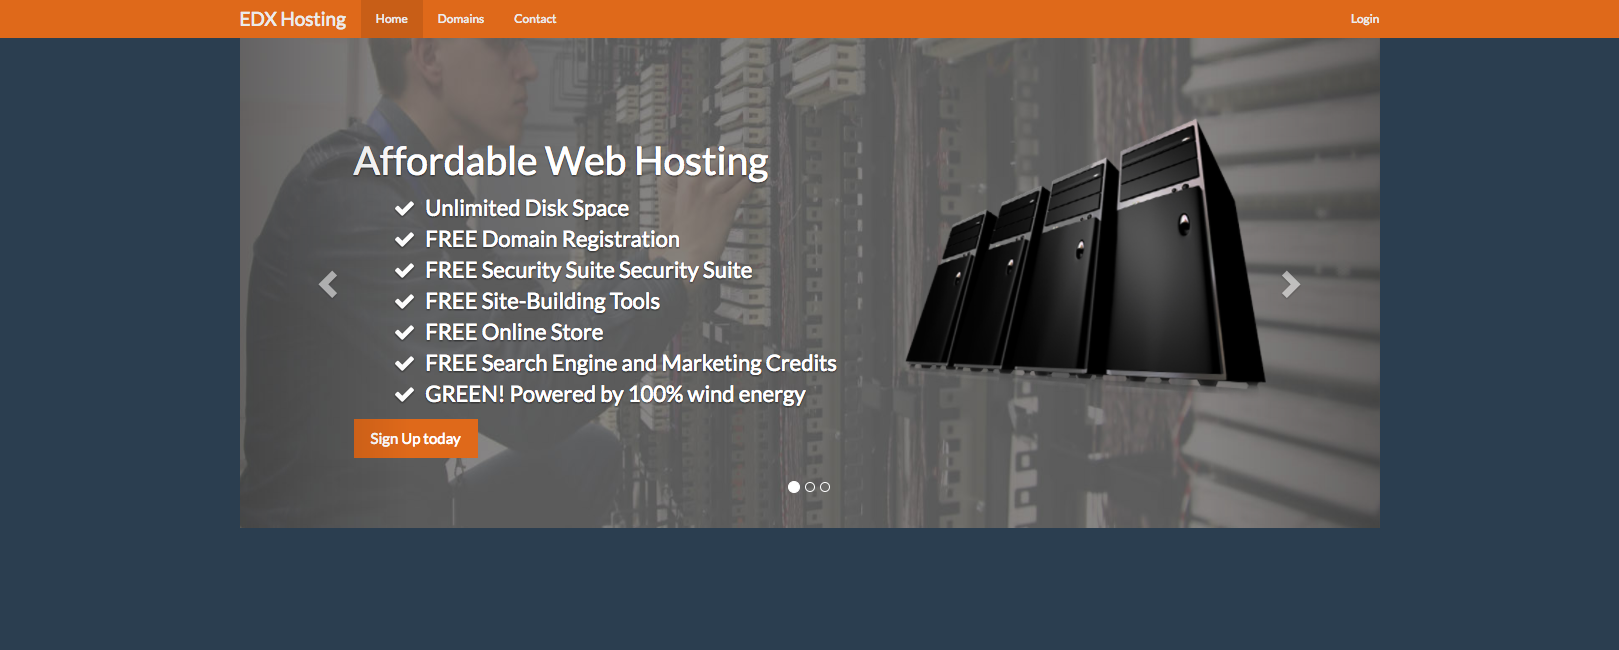 EDX Hosting Home Domains Contact Login
Affordable Web Hosting
Unlimited Disk Space
FREE Domain Registration
FREE Security Suite Security Suite
FREE Site-Building Tools
FREE Online Store
FREE Search Engine and Marketing Credits
GREEN! Powered by 100% wind energy
Sign Up today